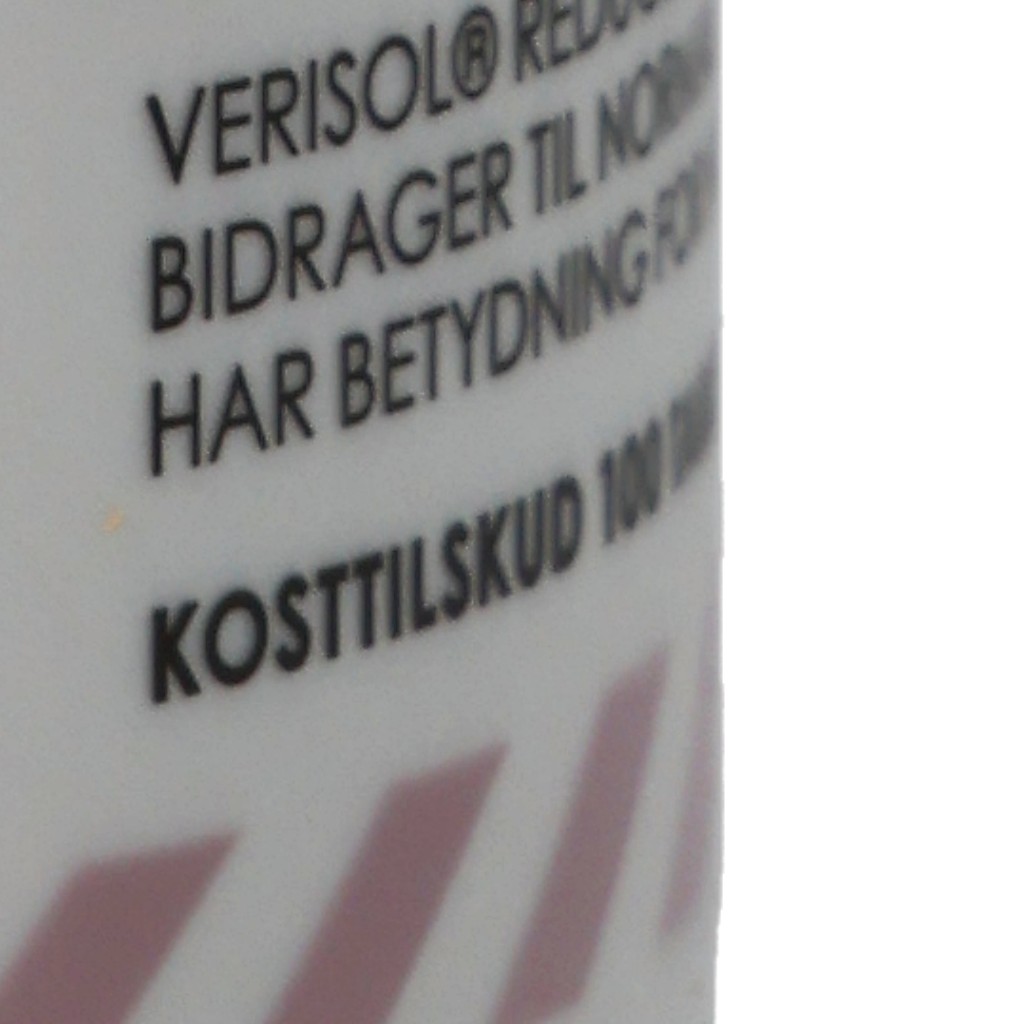 VERISOL®
BIDRAGER TIL
HAR BETYDNING
KOSTTILSKUD 100